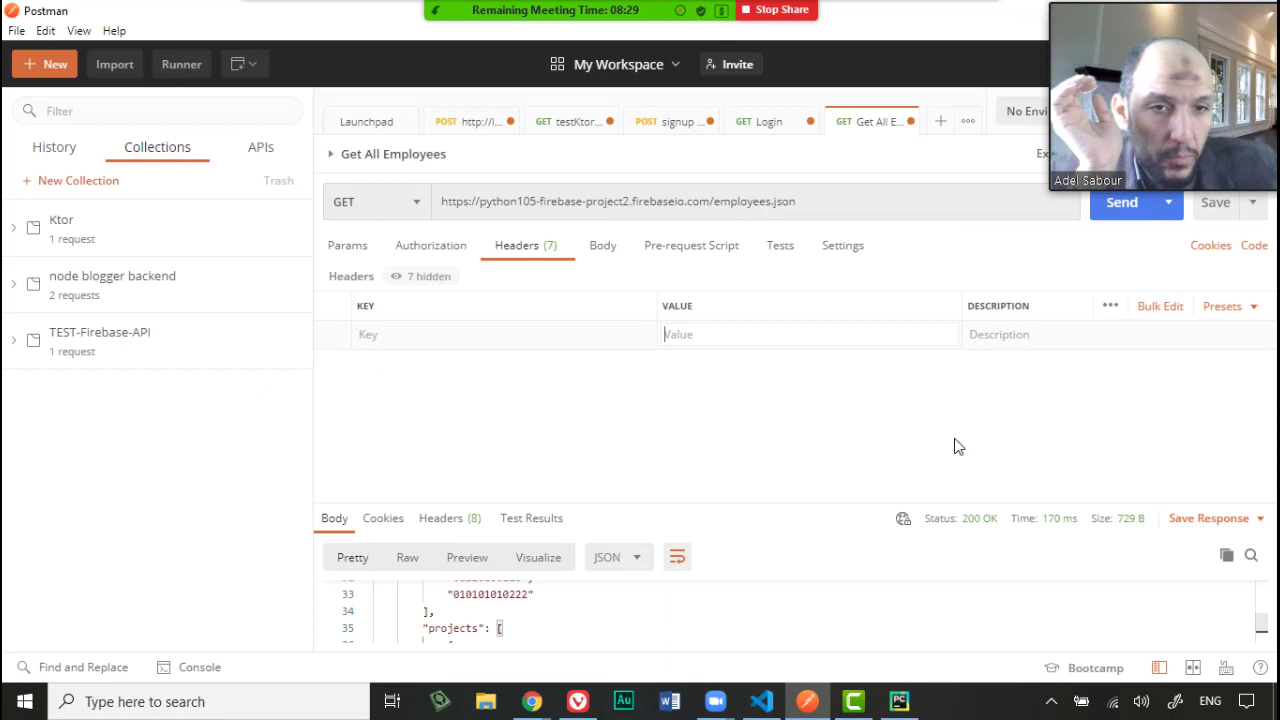 Postman
Remaining Meeting Time: 08:29
Stop Share
File Edit View Help
New Import Runner
My Workspace
Invite
Filter
Launchpad
POST http://l...
GET testKtor...
POST signup ...
GET Login
GET Get All E...
No Envi
History Collections APIs
Get All Employees
Adel Sabour
+ New Collection Trash
GET https://python105-firebase-project2.firebaseio.com/employees.json
Send Save
Ktor
1 request
Params Authorization Headers (7) Body Pre-request Script Tests Settings Cookies Code
node blogger backend
2 requests
Headers 7 hidden
KEY VALUE DESCRIPTION Bulk Edit Presets
TEST-Firebase-API
1 request
Key Value Description
Body Cookies Headers (8) Test Results Status: 200 OK Time: 170 ms Size: 729 B Save Response
Pretty Raw Preview Visualize JSON
33 "010101010222"
34 ],
35 "projects": [
Find and Replace Console Bootcamp
Type here to search
ENG